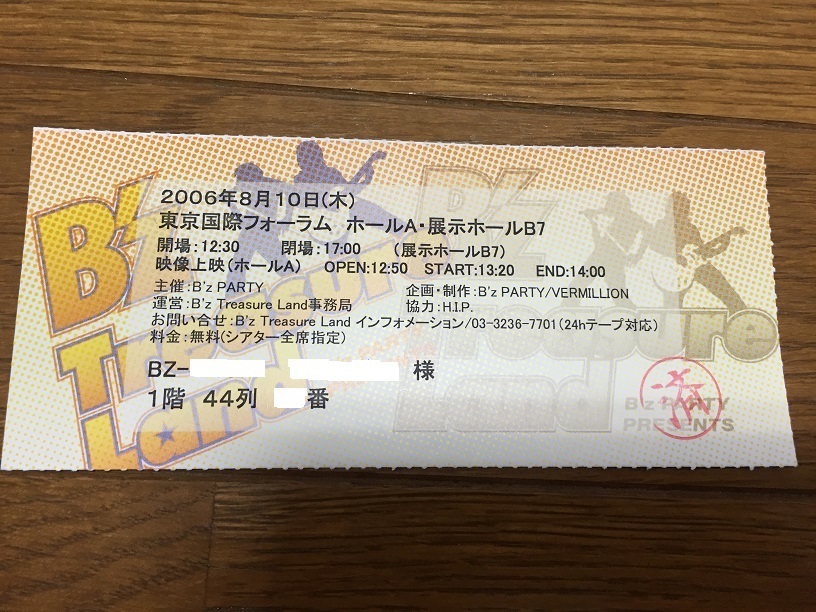 B'z
Treasure
Land
B'z
Treasure
Land
2006年8月10日(木)
東京国際フォーラム ホールA・展示ホールB7
開場:12:30 閉場:17:00 (展示ホールB7)
映像上映(ホールA) OPEN:12:50 START:13:20 END:14:00
主催:B'z PARTY 企画・制作:B'z PARTY/VERMILLION
運営:B'z Treasure Land事務局 協力:H.I.P.
お問い合せ:B'z Treasure Land インフォメーション/03-3236-7701(24hテープ対応)
料金:無料(シアター全席指定)
BZ- 様
1階 44列 番
B'z PARTY
PRESENTS